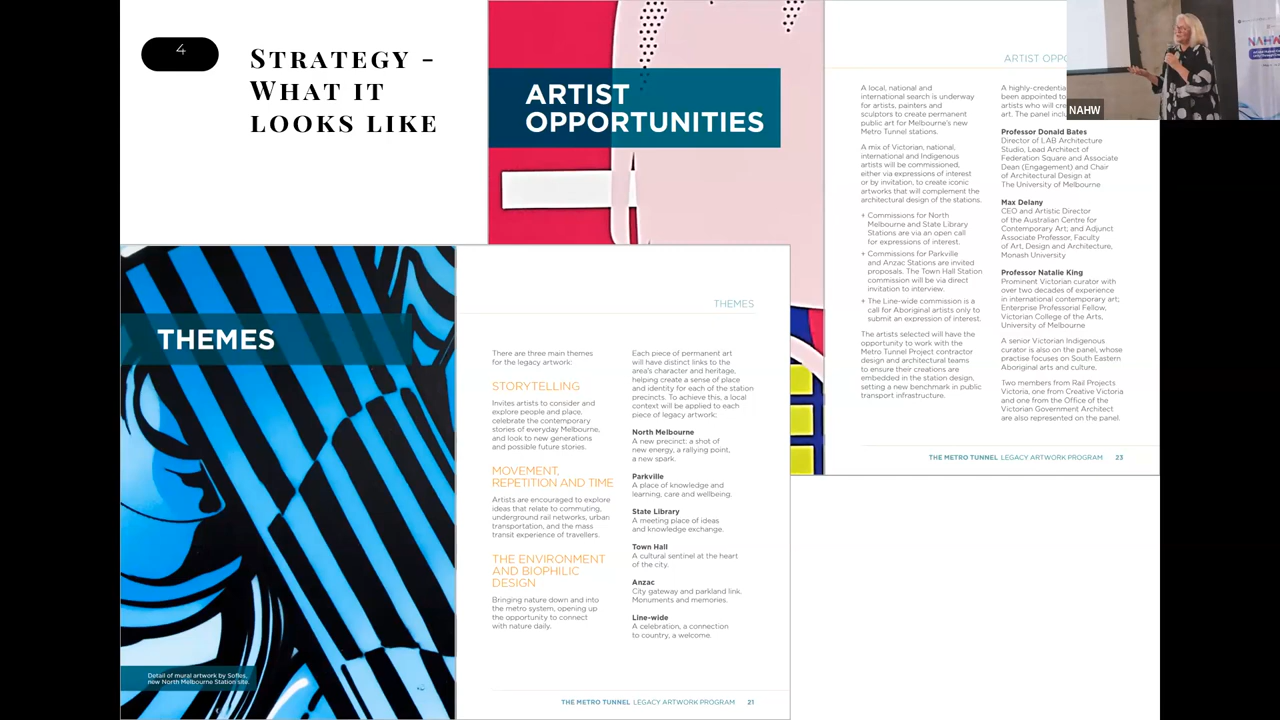 4
STRATEGY -
WHAT IT
LOOKS LIKE
ARTIST
OPPORTUNITIES
ARTIST OPPO
A local, national and
international search is underway
for artists, painters and
sculptors to create permanent
public art for Melbourne's new
Metro Tunnel stations.
A mix of Victorian, national,
international and Indigenous
artists will be commissioned,
either via expressions of interest
or by invitation, to create iconic
artworks that will complement the
architectural design of the stations.
+ Commissions for North
Melbourne and State Library
Stations are via an open call
for expressions of interest.
+ Commissions for Parkville
and Anzac Stations are invited
proposals. The Town Hall Station
commission will be via direct
invitation to interview.
+ The Line-wide commission is a
call for Aboriginal artists only to
submit an expression of interest.
The artists selected will have the
opportunity to work with the
Metro Tunnel Project contractor
design and architectural teams
to ensure their creations are
embedded in the station design,
setting a new benchmark in public
transport infrastructure.
A highly-credential
been appointed to
artists who will cre
art. The panel inclu
Professor Donald Bates
Director of LAB Architecture
Studio, Lead Architect of
Federation Square and Associate
Dean (Engagement) and Chair
of Architectural Design at
The University of Melbourne
Max Delany
CEO and Artistic Director
of the Australian Centre for
Contemporary Art; and Adjunct
Associate Professor, Faculty
of Art, Design and Architecture,
Monash University
Professor Natalie King
Prominent Victorian curator with
over two decades of experience
in international contemporary art;
Enterprise Professional Fellow,
Victorian College of the Arts,
University of Melbourne
A senior Victorian Indigenous
curator is also on the panel, whose
practise focuses on South Eastern
Aboriginal arts and culture.
Two members from Rail Projects
Victoria, one from Creative Victoria
and one from the Office of the
Victorian Government Architect
are also represented on the panel.
THE METRO TUNNEL LEGACY ARTWORK PROGRAM 23
NAHW
NAHW
THEMES
Detail of mural artwork by Sofles,
new North Melbourne Station site.
THEMES
There are three main themes
for the legacy artwork:
STORYTELLING
Invites artists to consider and
explore people and place,
celebrate the contemporary
stories of everyday Melbourne,
and look to new generations
and possible future stories.
MOVEMENT,
REPETITION AND TIME
Artists are encouraged to explore
ideas that relate to commuting,
underground rail networks, urban
transportation, and the mass
transit experience of travellers.
THE ENVIRONMENT
AND BIOPHILIC
DESIGN
Bringing nature down and into
the metro system, opening up
the opportunity to connect
with nature daily.
Each piece of permanent art
will have distinct links to the
area's character and heritage,
helping create a sense of place
and identity for each of the station
precincts. To achieve this, a local
context will be applied to each
piece of legacy artwork:
North Melbourne
A new precinct: a shot of
new energy, a rallying point,
a new spark.
Parkville
A place of knowledge and
learning, care and wellbeing.
State Library
A meeting place of ideas
and knowledge exchange.
Town Hall
A cultural sentinel at the heart
of the city.
Anzac
City gateway and parkland link.
Monuments and memories.
Line-wide
A celebration, a connection
to country, a welcome.
THE METRO TUNNEL LEGACY ARTWORK PROGRAM 21